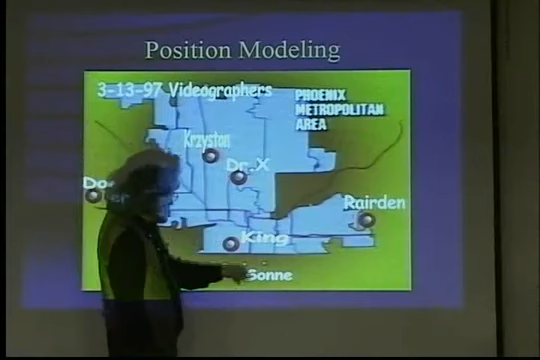 Position Modeling
3-13-97 Videographers
PHOENIX
METROPOLITAN
AREA
Krzyston
Dr.X
Rairden
King
Sonne